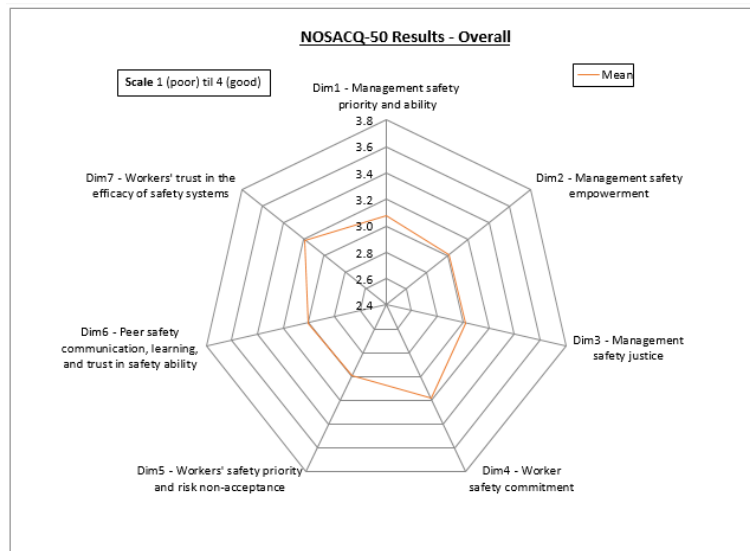 NOSACQ-50 Results - Overall
Scale 1 (poor) til 4 (good)
Mean
Dim1 - Management safety
priority and ability
3.8
3.6
3.4
3.2
3.0
2.8
2.6
2.4
Dim2 - Management safety
empowerment
Dim3 - Management
safety justice
Dim4 - Worker
safety commitment
Dim5 - Workers' safety priority
and risk non-acceptance
Dim6 - Peer safety
communication, learning,
and trust in safety ability
Dim7 - Workers' trust in the
efficacy of safety systems